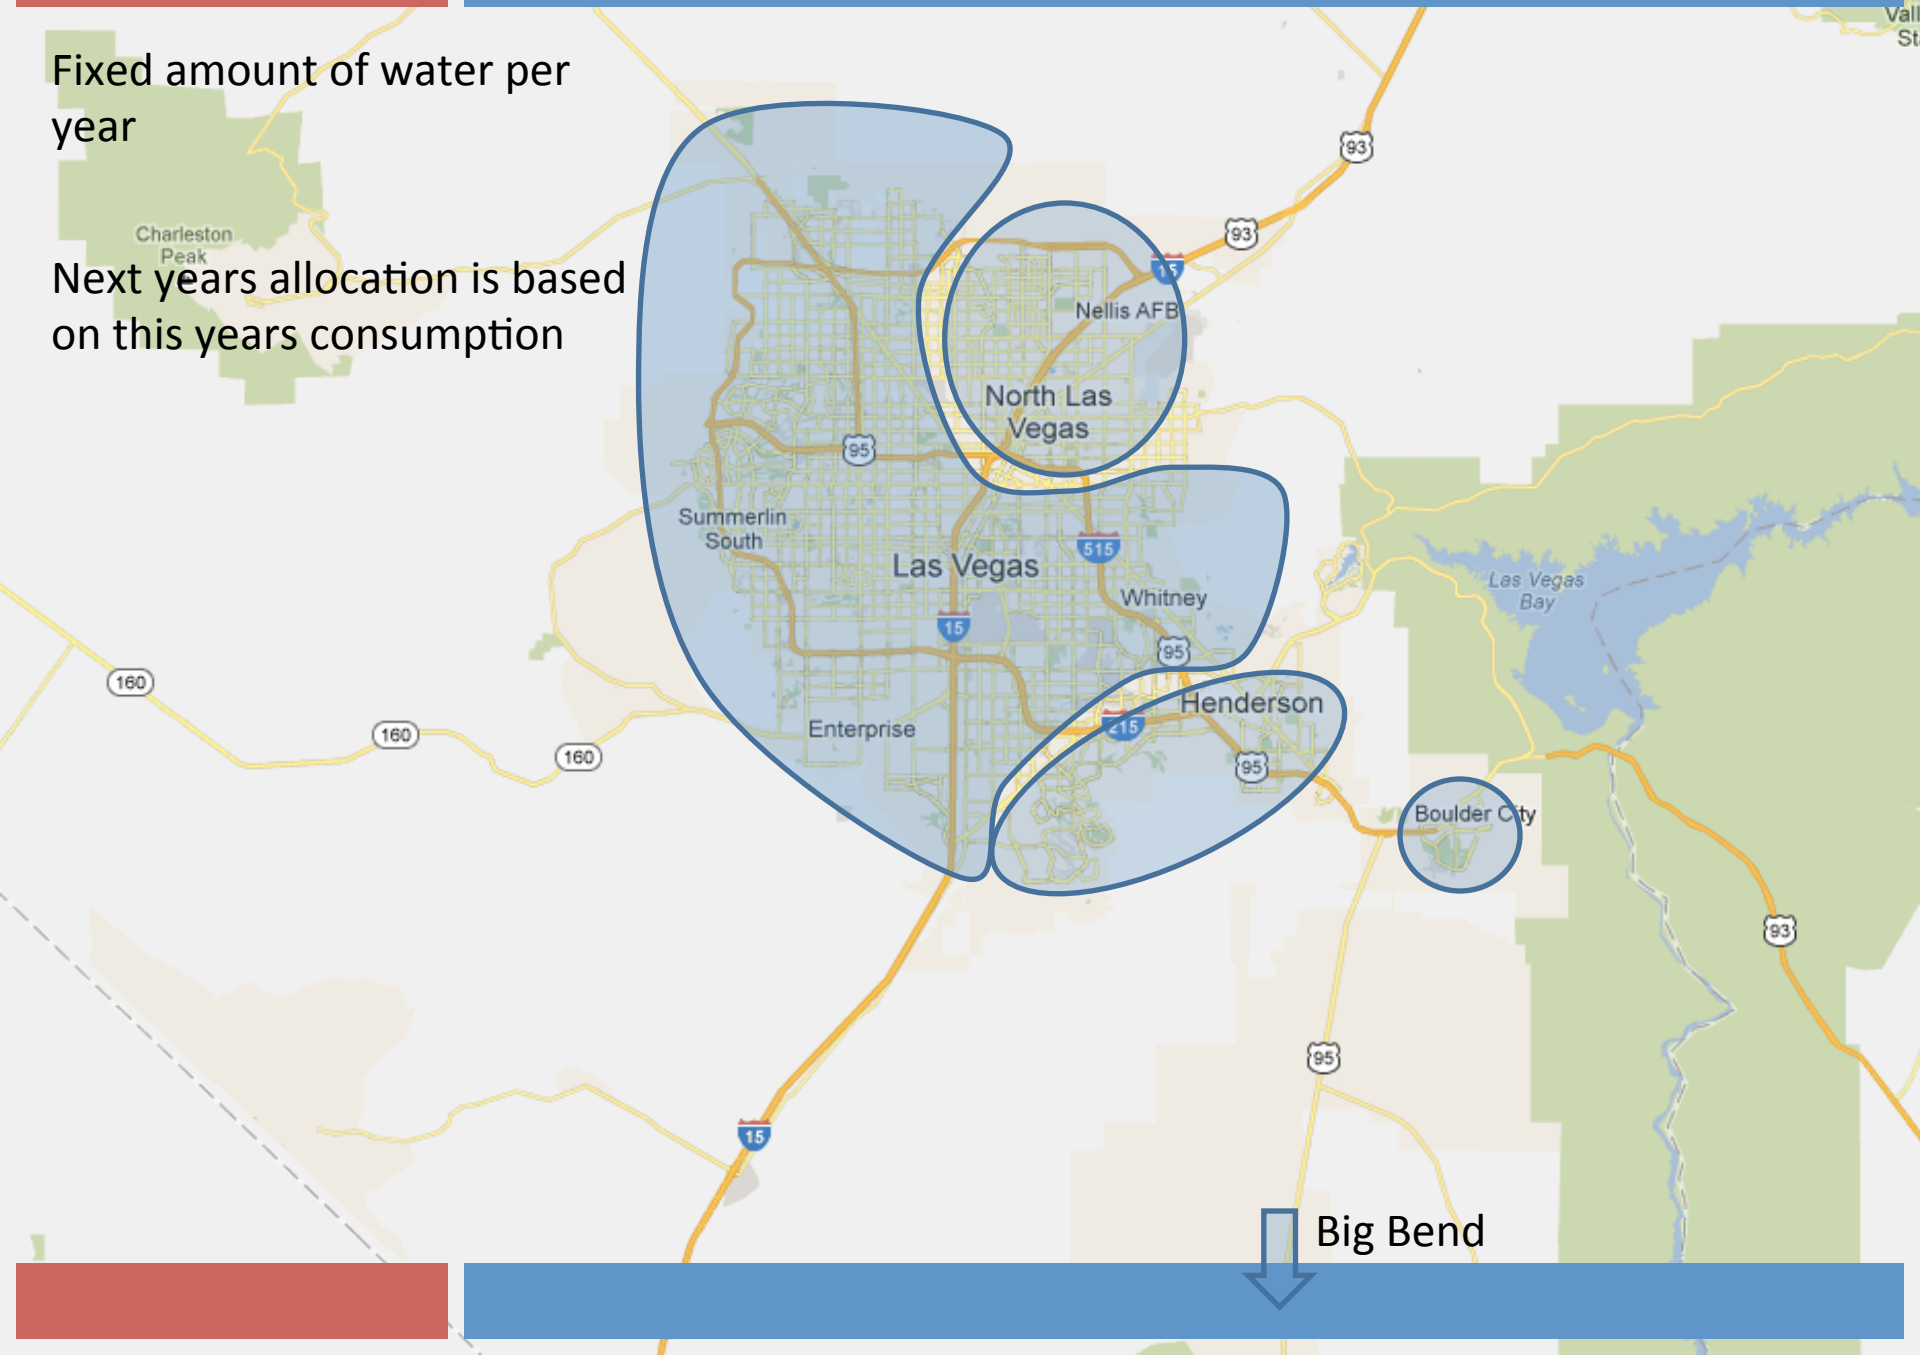 Vall
St
Fixed amount of water per
year
93
Charleston
Peak
93
15
Next years allocation is based
on this years consumption
Nellis AFB
North Las
Vegas
95
Summerlin
South
515
Las Vegas
Las Vegas
Bay
Whitney
15
95
160
Henderson
215
Enterprise
160
160
95
Boulder City
93
95
15
Big Bend